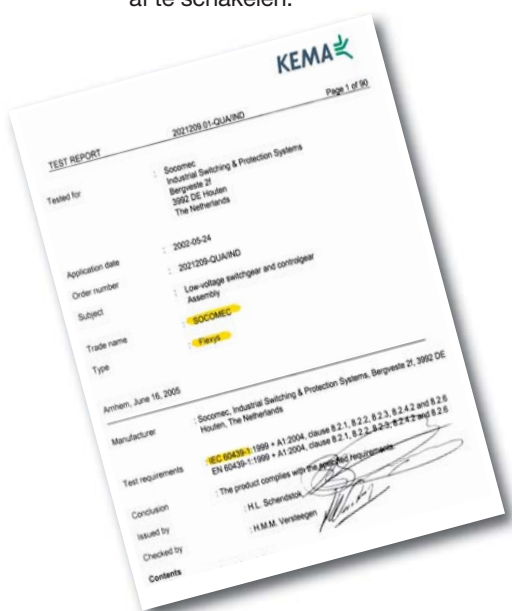 af te schakelen.
KEMA
TEST REPORT 2021209.01-QUA/IND Page 1 of 90
Tested for : Socomec
Industrial Switching & Protection Systems
Bergveste 2f
3992 DE Houten
The Netherlands
Application date : 2002-05-24
Order number : 2021209-QUA/IND
Subject : Low-voltage switchgear and controlgear
Assembly
Trade name : SOCOMEC
Type : Flexys
Arnhem, June 16, 2005
Manufacturer : Socomec, Industrial Switching & Protection Systems, Bergveste 2f, 3992 DE
Houten, The Netherlands
Test requirements : IEC 60439-1:1999 + A1:2004, clause 8.2.1, 8.2.2, 8.2.3, 8.2.4.2 and 8.2.6
EN 60439-1:1999 + A1:2004, clause 8.2.1, 8.2.2, 8.2.3, 8.2.4.2 and 8.2.6
Conclusion : The product complies with the specified requirements.
Issued by : H.L. Schendstok
Checked by : H.M.M. Versteegen
Contents